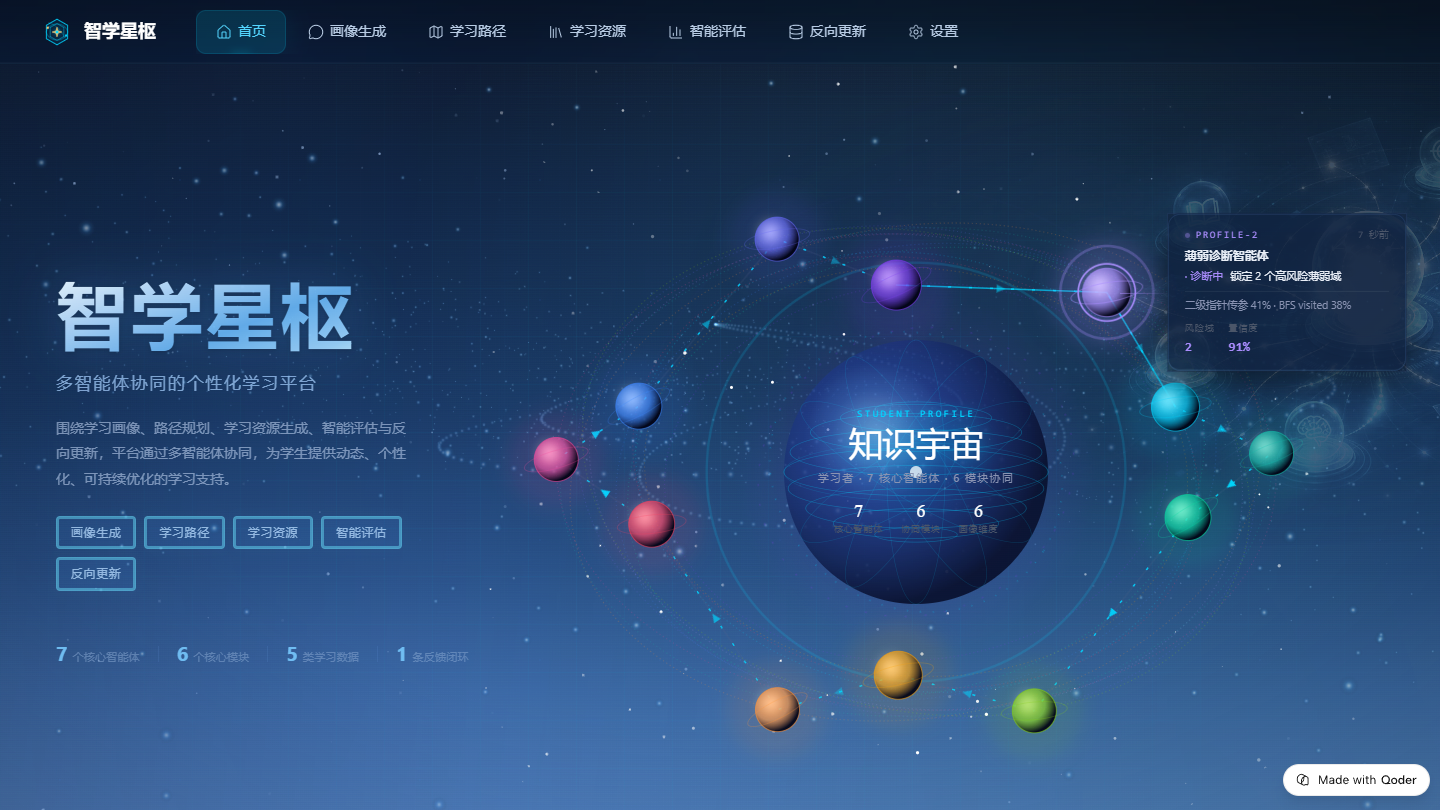 智学星枢
首页
画像生成
学习路径
学习资源
智能评估
反向更新
设置
智学星枢
多智能体协同的个性化学习平台
围绕学习画像、路径规划、学习资源生成、智能评估与反
向更新，平台通过多智能体协同，为学生提供动态、个性
化、可持续优化的学习支持。
画像生成
学习路径
学习资源
智能评估
反向更新
7 个核心智能体*
6 个核心模块
5 类学习数据
1 条反馈闭环
STUDENT PROFILE
知识宇宙
学习者 · 7 核心智能体 · 6 模块协同
7
6
6
核心智能体
画像维度
PROFILE-2
7 秒前
薄弱诊断智能体
· 诊断中 锁定 2 个高风险薄弱域
二级指针传参 41% · BFS visited 38%
风险域
置信度
2
91%
Made with Qoder